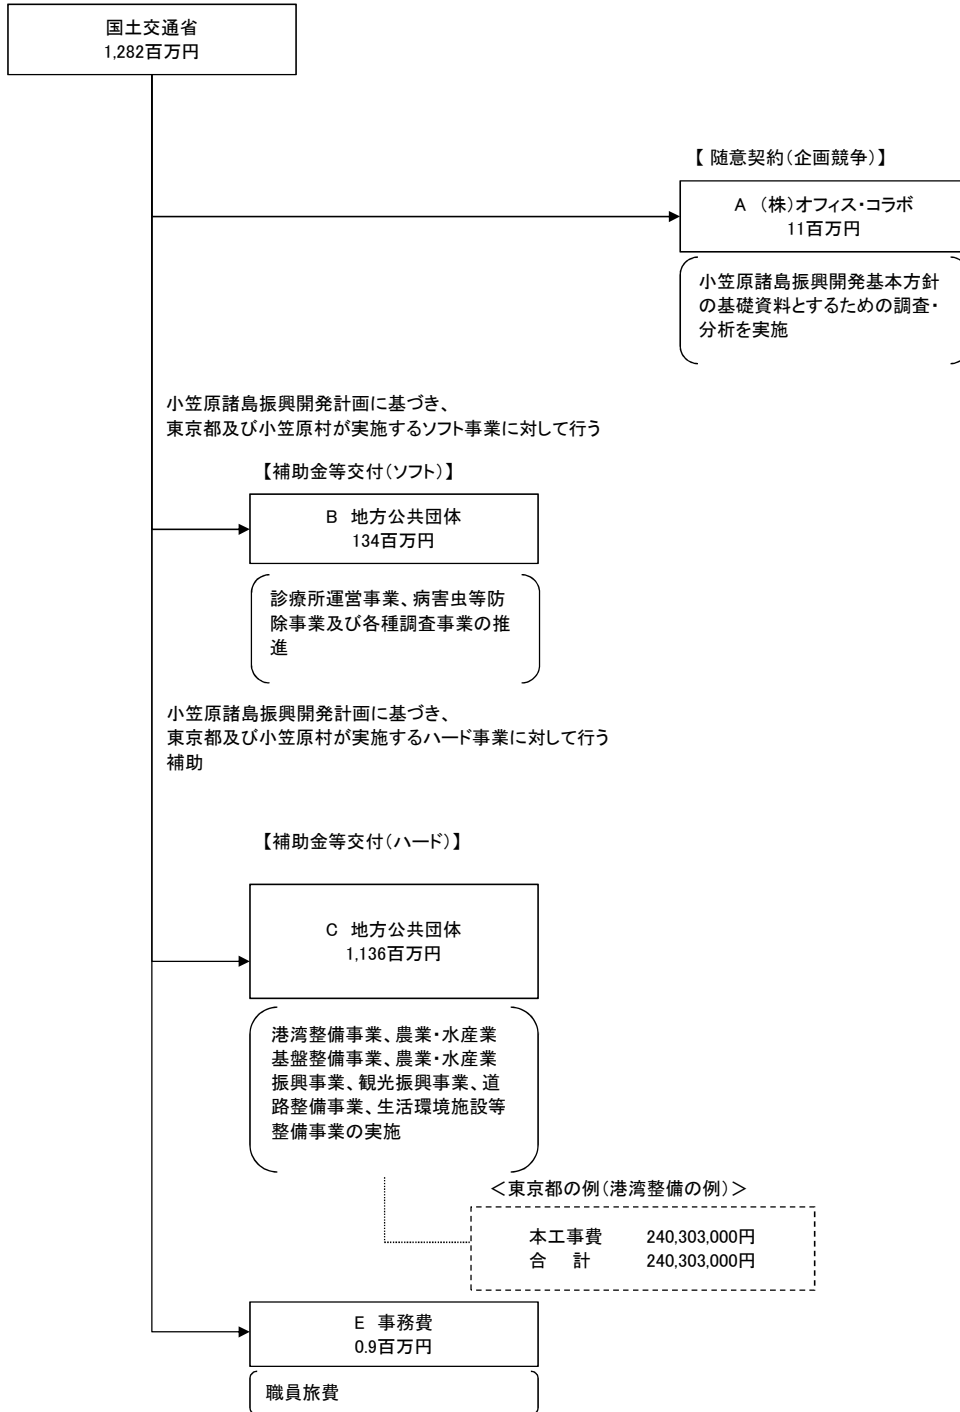 国土交通省
1,282百万円
【 随意契約（企画競争）】
A （株）オフィス・コラボ
11百万円
小笠原諸島振興開発基本方針
の基礎資料とするための調査・
分析を実施
小笠原諸島振興開発計画に基づき、
東京都及び小笠原村が実施するソフト事業に対して行う
【補助金等交付（ソフト）】
B 地方公共団体
134百万円
診療所運営事業、病害虫等防
除事業及び各種調査事業の推
進
小笠原諸島振興開発計画に基づき、
東京都及び小笠原村が実施するハード事業に対して行う
補助
【補助金等交付（ハード）】
C 地方公共団体
1,136百万円
港湾整備事業、農業・水産業
基盤整備事業、農業・水産業
振興事業、観光振興事業、道
路整備事業、生活環境施設等
整備事業の実施
＜東京都の例（港湾整備の例）＞
本工事費 240,303,000円
合 計 240,303,000円
E 事務費
0.9百万円
職員旅費